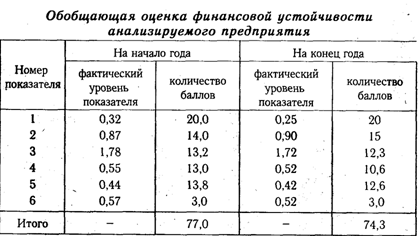 Обобщающая оценка финансовой устойчивости
анализируемого предприятия
Номер показателя | На начало года | На конец года
фактический уровень показателя | количество баллов | фактический уровень показателя | количество баллов
1 | 0,32 | 20,0 | 0,25 | 20
2 | 0,87 | 14,0 | 0,90 | 15
3 | 1,78 | 13,2 | 1,72 | 12,3
4 | 0,55 | 13,0 | 0,52 | 10,6
5 | 0,44 | 13,8 | 0,42 | 12,6
6 | 0,57 | 3,0 | 0,52 | 3,0
Итого | – | 77,0 | – | 74,3